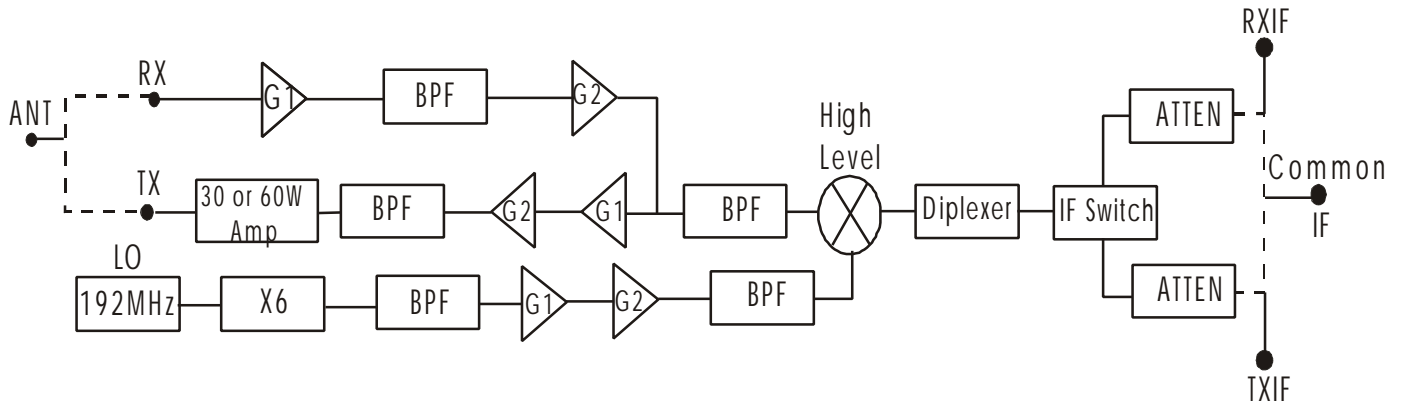 RXIF
RX
G1
BPF
G2
ATTEN
ANT
High
Level
Common
IF
TX
30 or 60W
Amp
BPF
G2
G1
BPF
Diplexer
IF Switch
LO
192MHz
X6
BPF
G1
G2
BPF
ATTEN
TXIF